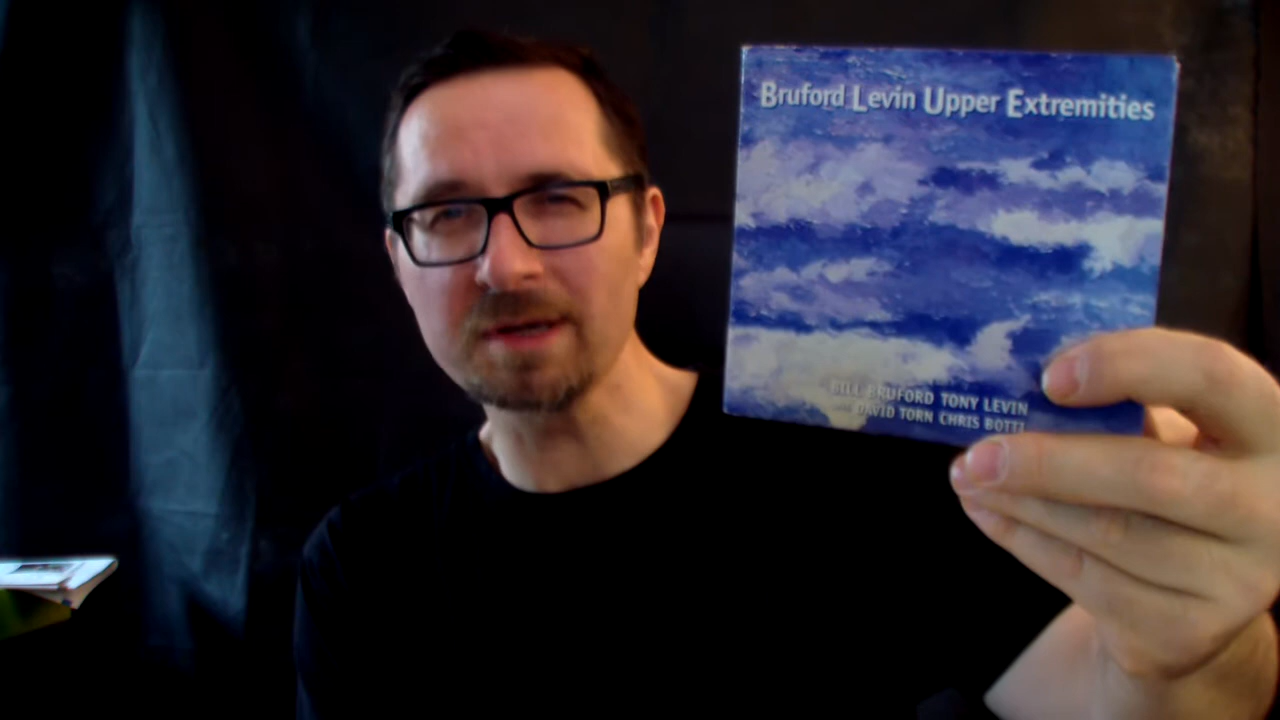 Bruford Levin Upper Extremities
BILL BRUFORD TONY LEVIN
DAVID TORN CHRIS BOTTI